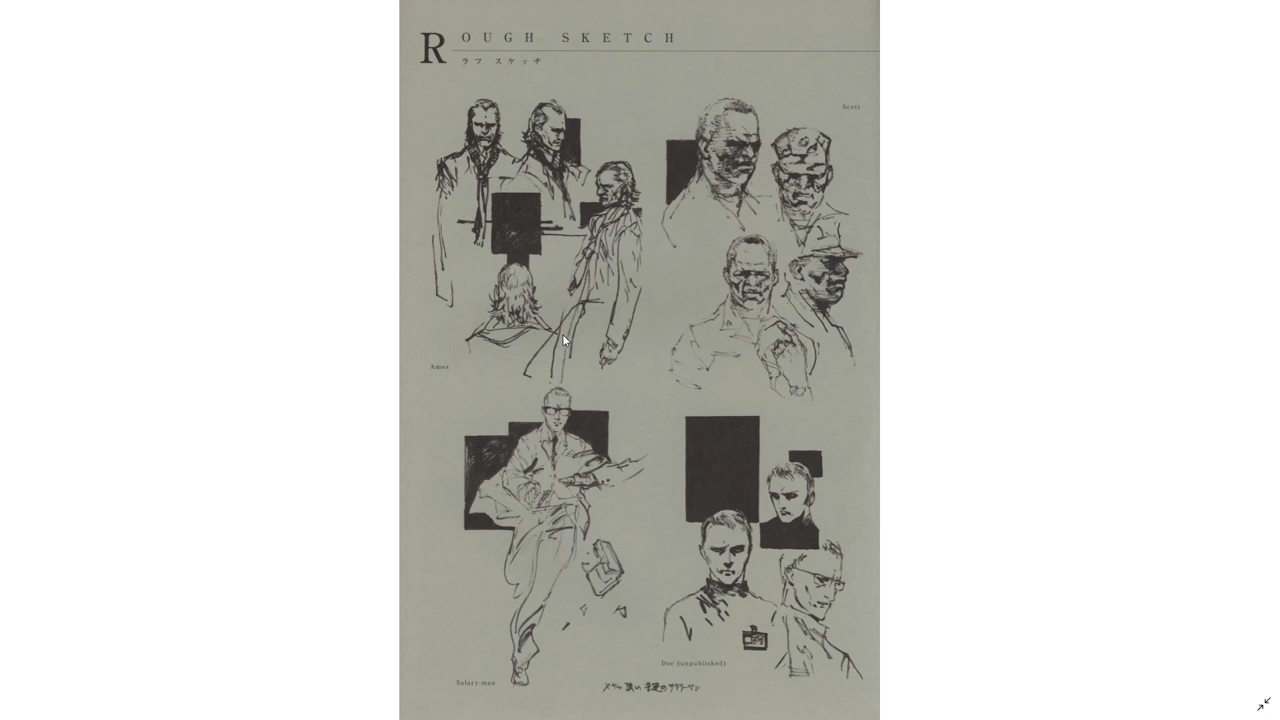 ROUGH SKETCH
ラフ スケッチ
Scott
Ames
Doc (unpublished)
Salary-man